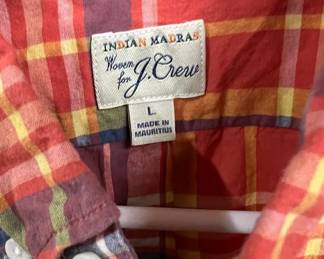 INDIAN MADRAS
Woven
for J.Crew
L
MADE IN
MAURITIUS